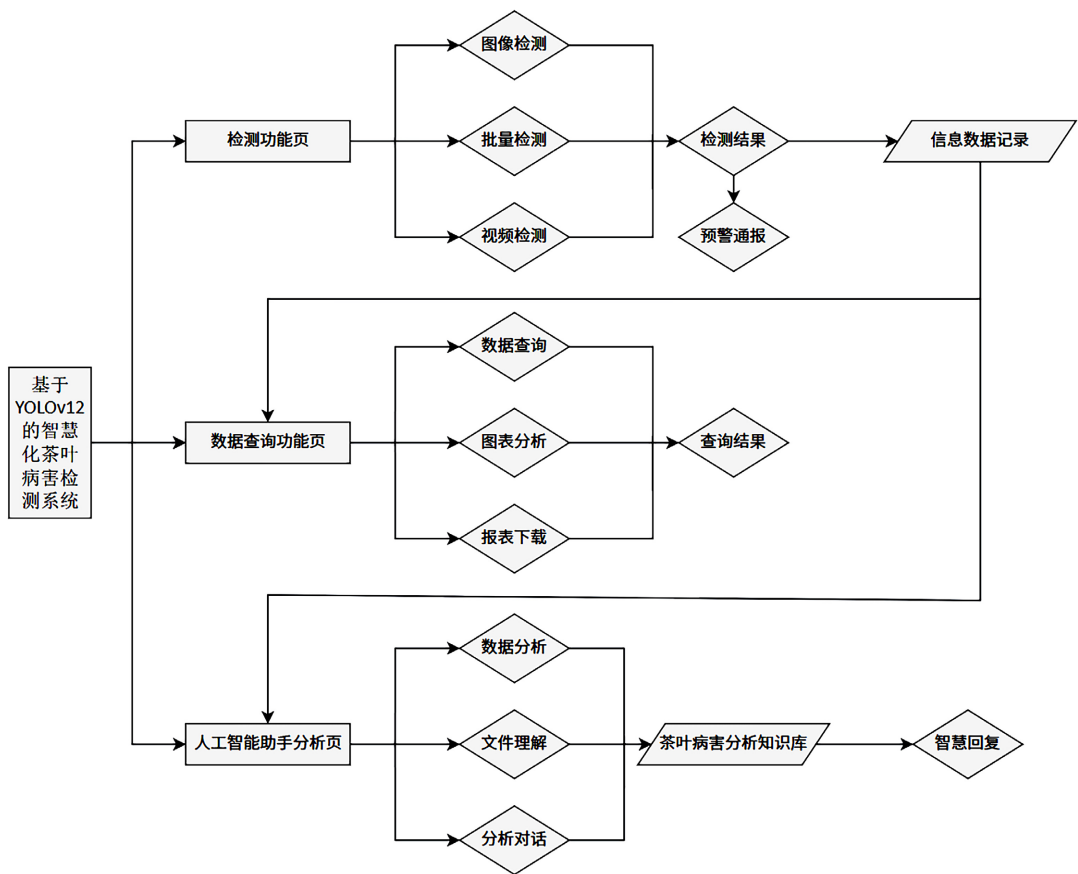 图像检测
检测功能页
批量检测
检测结果
信息数据记录
视频检测
预警通报
数据查询
基于
YOLOv12
的智慧
化茶叶
病害检
测系统
数据查询功能页
图表分析
查询结果
报表下载
数据分析
人工智能助手分析页
文件理解
茶叶病害分析知识库
智慧回复
分析对话